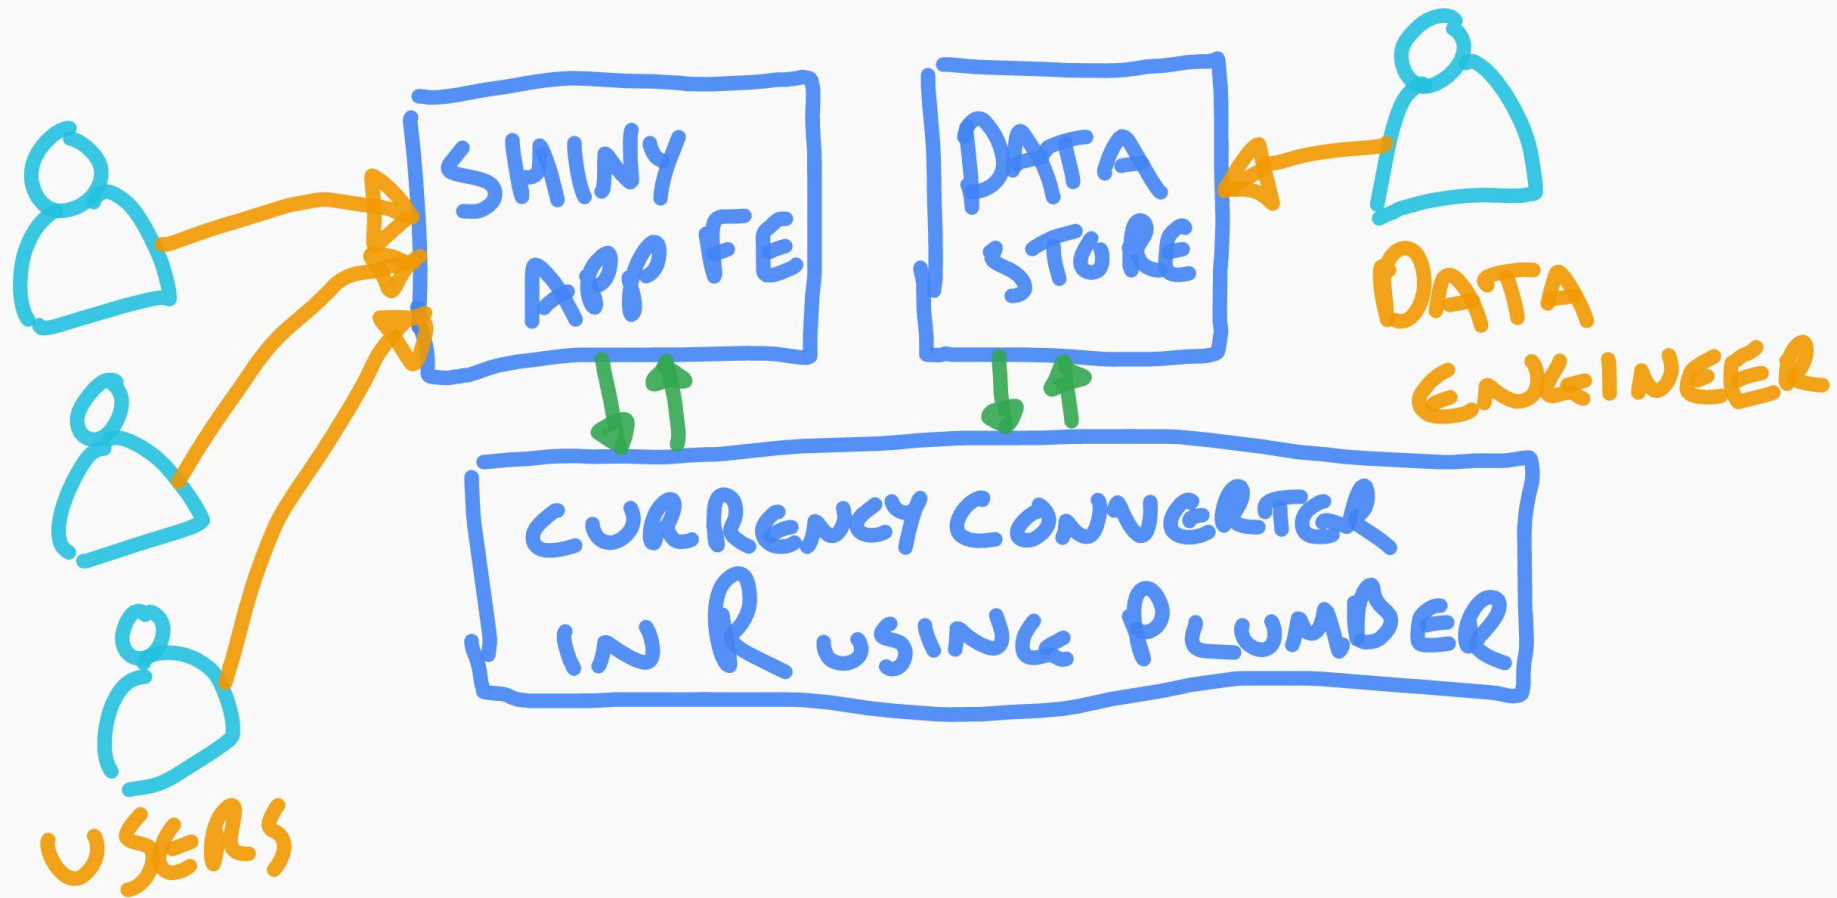 SHINY
APP FE
DATA
STORE
DATA
ENGINEER
CURRENCY CONVERTER
IN R USING PLUMBER
USERS